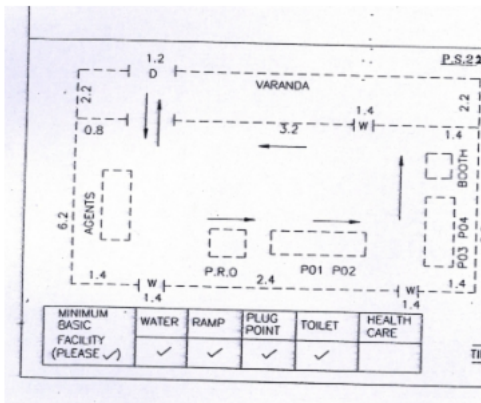 P.S.22
1.2
D
VARANDA
2.2
2.2
1.4
W
0.8
3.2
1.4
AGENTS
BOOTH
6.2
P03 P04
P.R.O
P01 P02
1.4
W
2.4
W
1.4
1.4
1.4
MINIMUM BASIC FACILITY (PLEASE ✓)
WATER
RAMP
PLUG POINT
TOILET
HEALTH CARE
✓ ✓ ✓ ✓